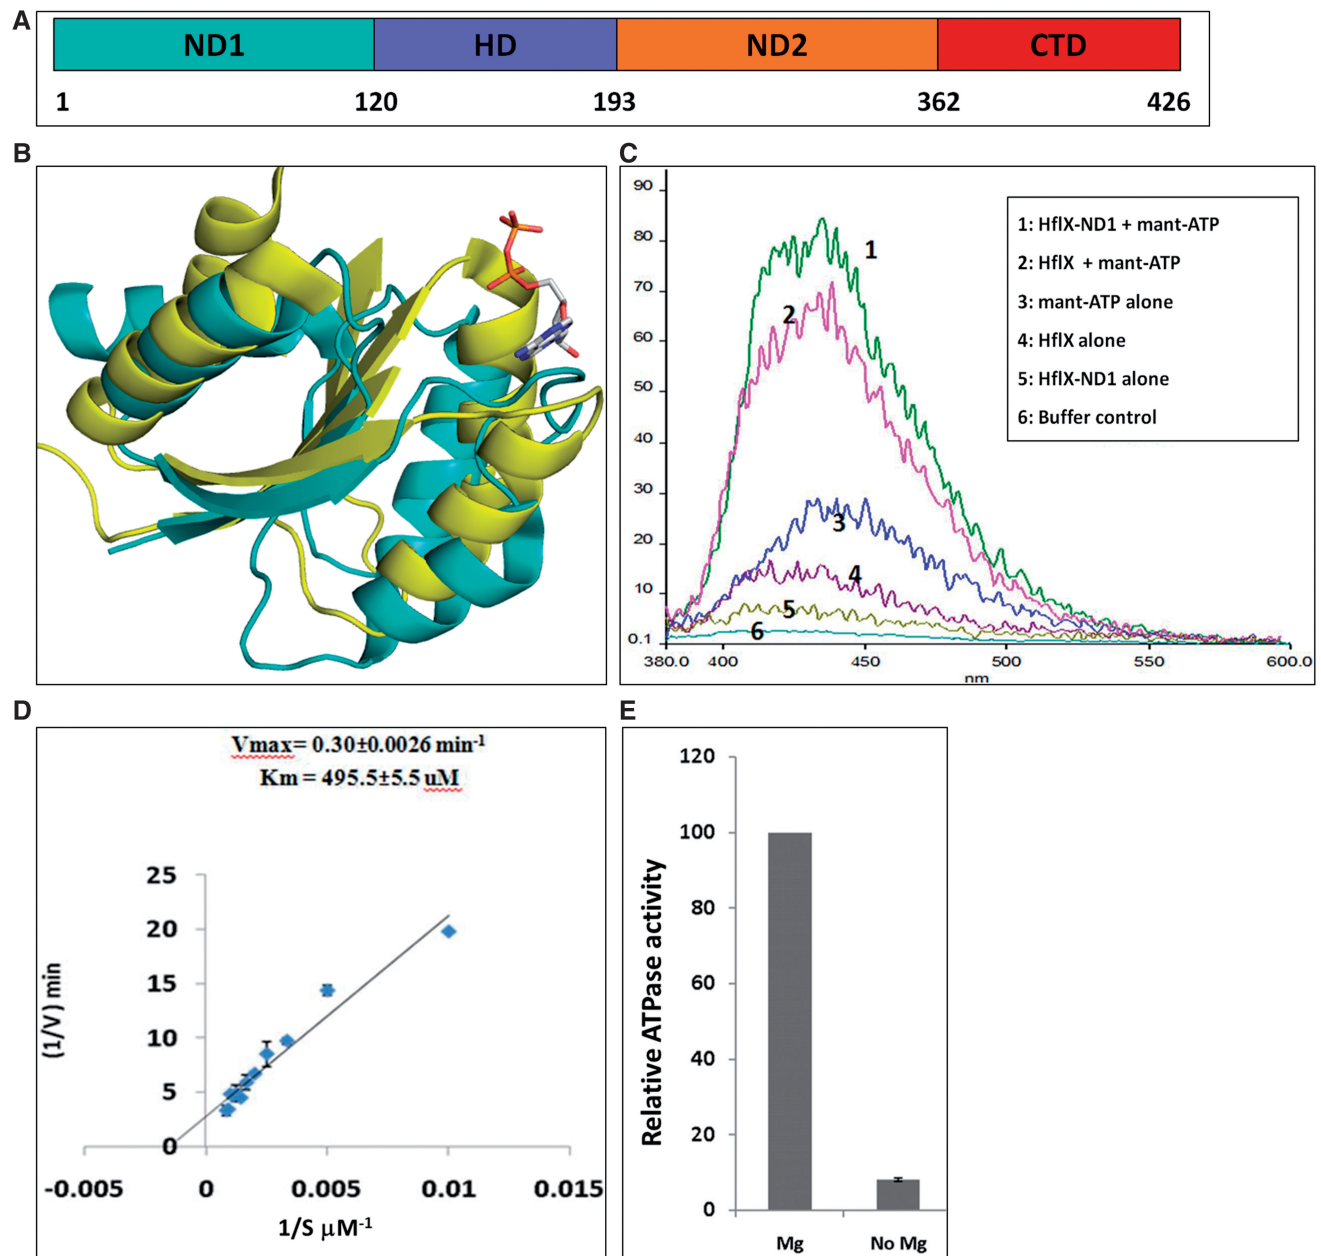 A
ND1 HD ND2 CTD
1 120 193 362 426
B
C
90
80
70
60
50
40
30
20
10
0.1
380.0 400 450 500 550 600.0
nm
1
2
3
4
5
6
1: HflX-ND1 + mant-ATP
2: HflX + mant-ATP
3: mant-ATP alone
4: HflX alone
5: HflX-ND1 alone
6: Buffer control
D
Vmax= 0.30±0.0026 min-1
Km = 495.5±5.5 uM
(1/V) min
25
20
15
10
5
0
-0.005 0 0.005 0.01 0.015
1/S μM-1
E
Relative ATPase activity
120
100
80
60
40
20
0
Mg No Mg